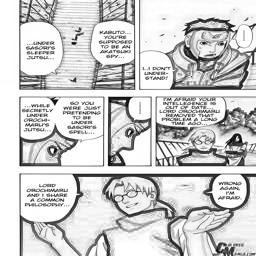 KABUTO...
YOU'RE
SUPPOSED
TO BE AN
AKATSUKI
SPY...
...UNDER
SASORI'S
SLEEPER
JUTSU...
!
I...I DON'T
UNDER-
STAND!
I'M AFRAID YOUR
INTELLEGENCE IS
OUT OF DATE.
LORD OROCHIMARU
REMOVED THAT
PROBLEM A LONG
TIME AGO...
SO YOU
WERE JUST
PRETENDING
TO BE
UNDER
SASORI'S
SPELL...
...WHILE
SECRETLY
UNDER
OROCHI-
MARU'S
JUTSU...
WRONG
AGAIN,
I'M
AFRAID.
LORD
OROCHIMARU
AND I
SHARE A
COMMON
PHILOSOPHY...